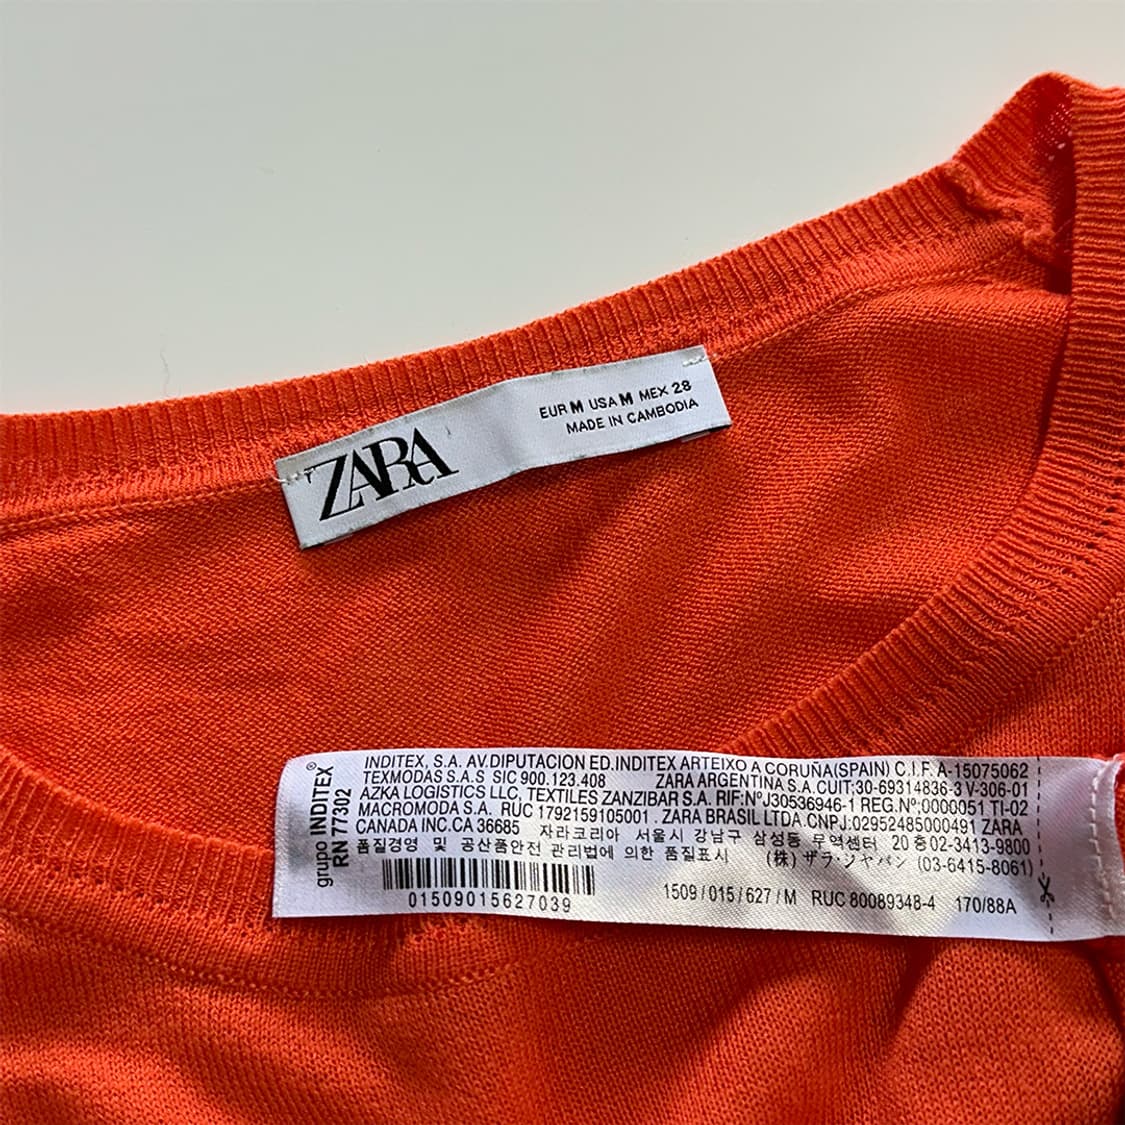 ZARA
EUR M USA M MEX 28
MADE IN CAMBODIA
grupo INDITEX®
RN 77302
INDITEX, S.A. AV.DIPUTACION ED.INDITEX ARTEIXO A CORUÑA(SPAIN) C.I.F. A-15075062
TEXMODAS S.A.S SIC 900.123.408 ZARA ARGENTINA S.A.CUIT:30-69314836-3 V-306-01
AZKA LOGISTICS LLC, TEXTILES ZANZIBAR S.A. RIF:NºJ30536946-1 REG.Nº:0000051 TI-02
MACROMODA S.A. RUC 1792159105001 . ZARA BRASIL LTDA.CNPJ:02952485000491 ZARA
CANADA INC.CA 36685 자라코리아 서울시 강남구 삼성동 무역센터 20층02-3413-9800
품질경영 및 공산품안전 관리법에 의한 품질표시 (株) ザラ·ジャパン (03-6415-8061)
01509015627039
1509 / 015 / 627 / M RUC 80089348-4 170/88A